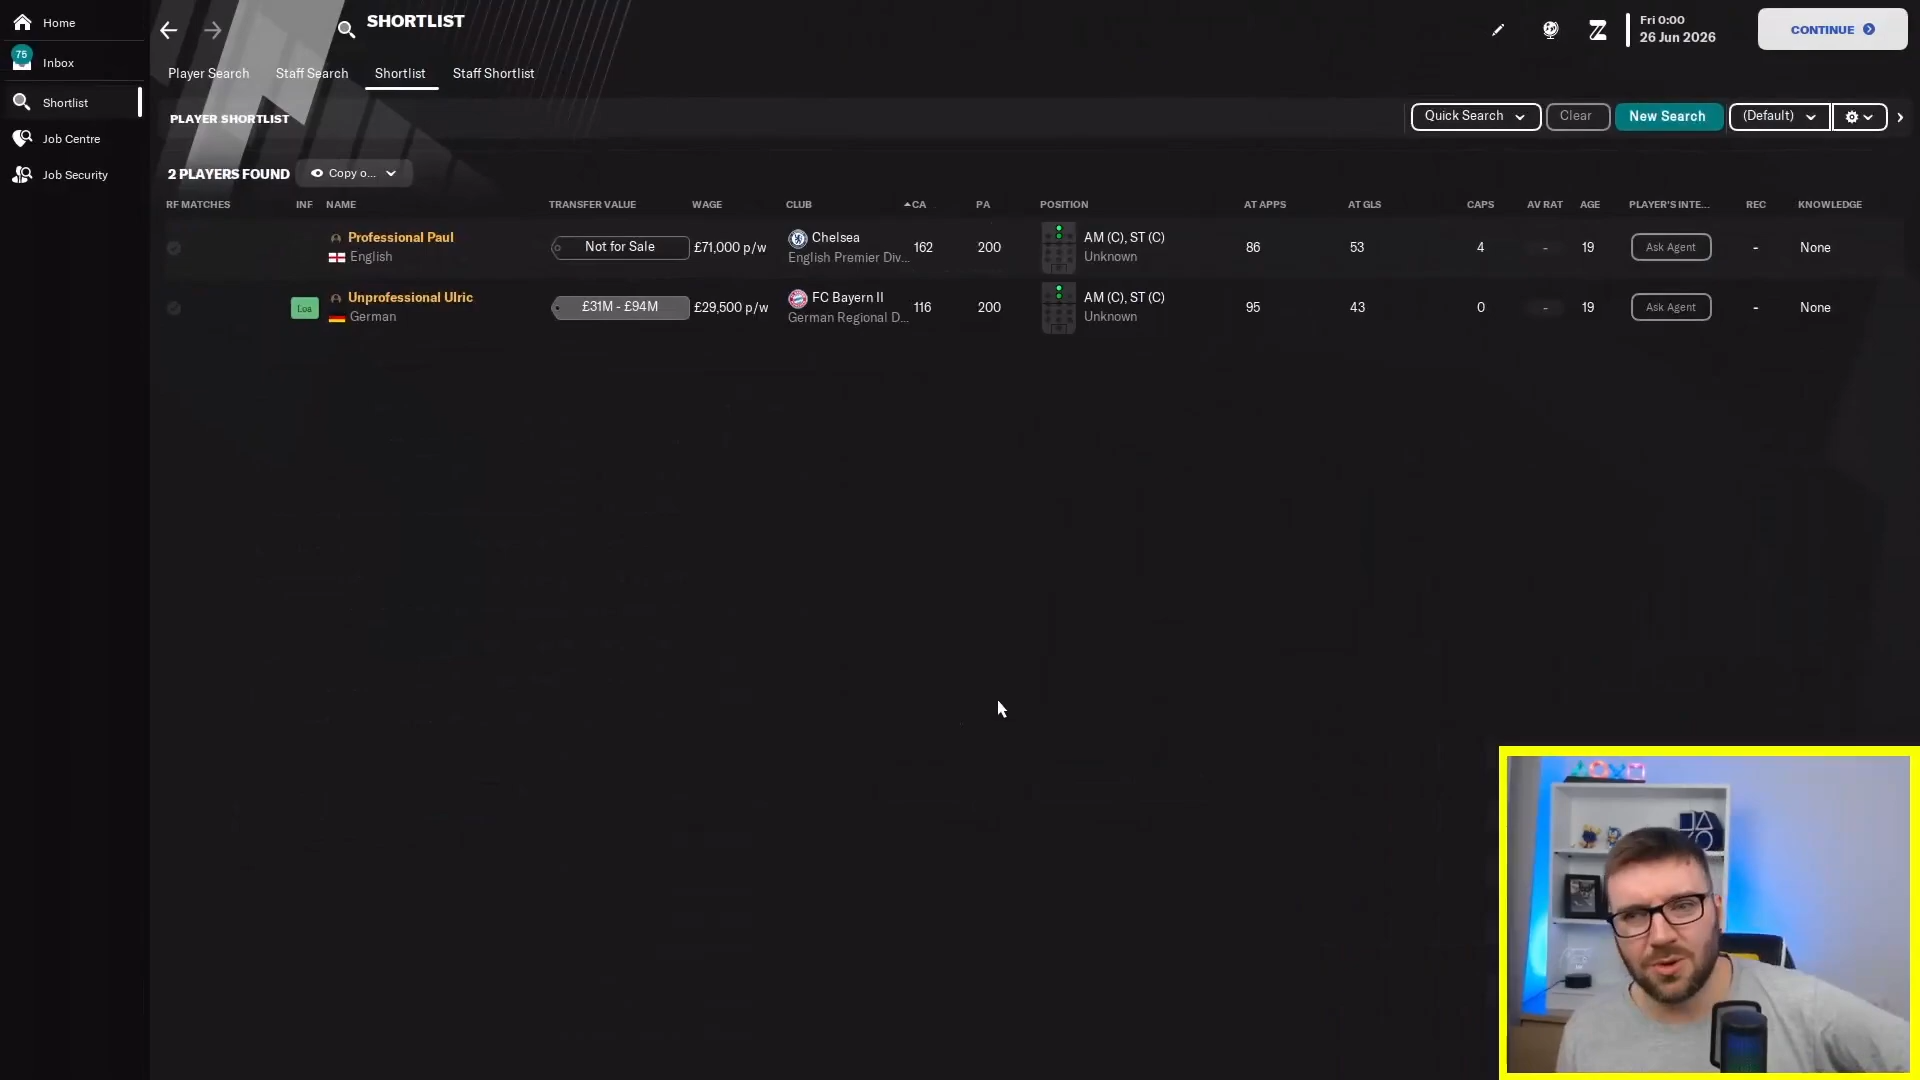 Home
75
Inbox
Shortlist
Job Centre
Job Security
SHORTLIST
Fri 0:00
26 Jun 2026
CONTINUE
Player Search Staff Search Shortlist Staff Shortlist
PLAYER SHORTLIST
Quick Search Clear New Search (Default)
2 PLAYERS FOUND Copy o...
RF MATCHES INF NAME TRANSFER VALUE WAGE CLUB CA PA POSITION AT APPS AT GLS CAPS AV RAT AGE PLAYER'S INTE... REC KNOWLEDGE
Professional Paul Not for Sale £71,000 p/w Chelsea 162 200 AM (C), ST (C) 86 53 4 - 19 Ask Agent - None
English English Premier Div... Unknown
Loa Unprofessional Ulric £31M - £94M £29,500 p/w FC Bayern II 116 200 AM (C), ST (C) 95 43 0 - 19 Ask Agent - None
German German Regional D... Unknown